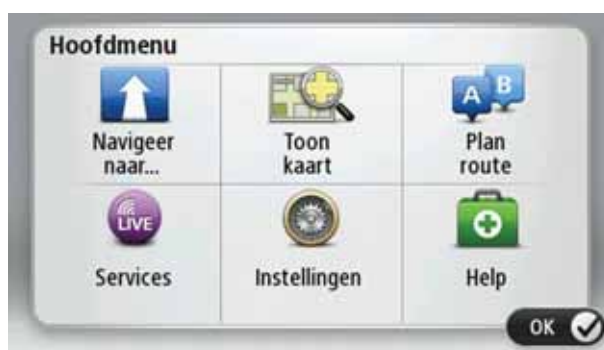 Hoofdmenu
Navigeer
naar...
Toon
kaart
A B
Plan
route
LIVE
Services
Instellingen
Help
OK